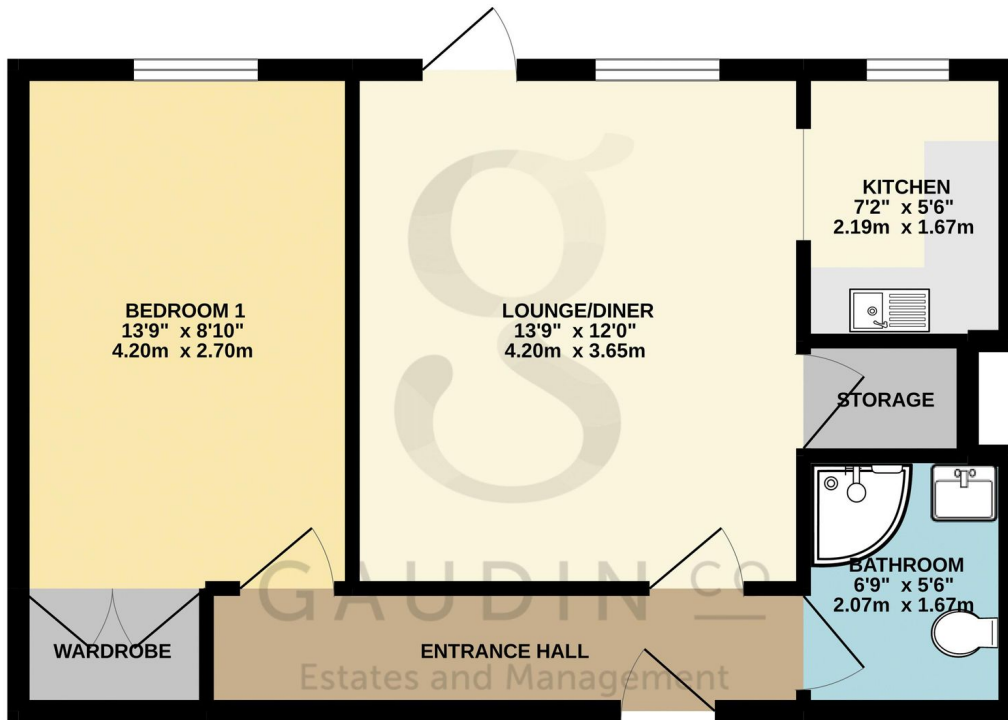 KITCHEN
7'2" x 5'6"
2.19m x 1.67m
BEDROOM 1
13'9" x 8'10"
4.20m x 2.70m
LOUNGE/DINER
13'9" x 12'0"
4.20m x 3.65m
STORAGE
BATHROOM
6'9" x 5'6"
2.07m x 1.67m
WARDROBE
ENTRANCE HALL
g
GAUDIN CO
Estates and Management